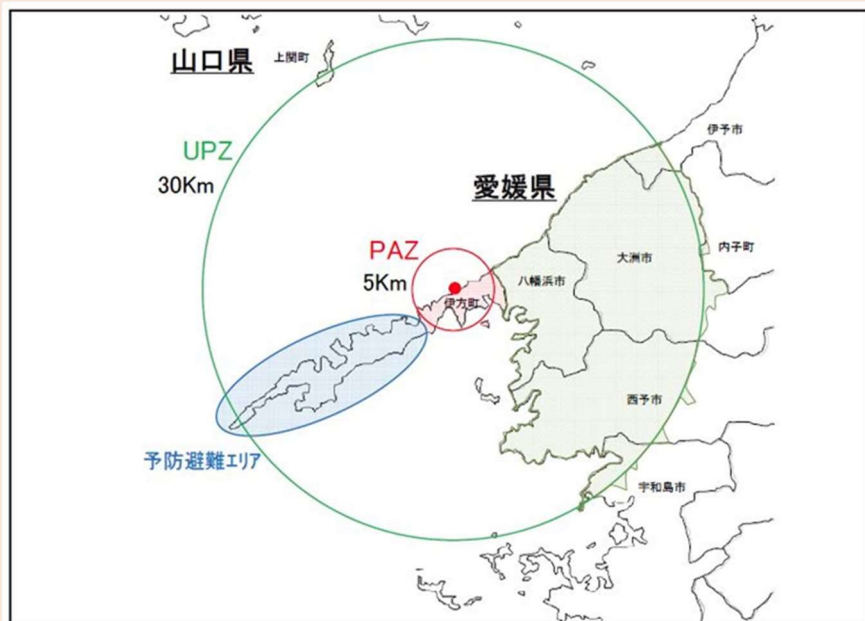 山口県
上関町
伊予市
UPZ
30Km
愛媛県
内子町
PAZ
大洲市
5Km
八幡浜市
伊方町
西予市
予防避難エリア
宇和島市